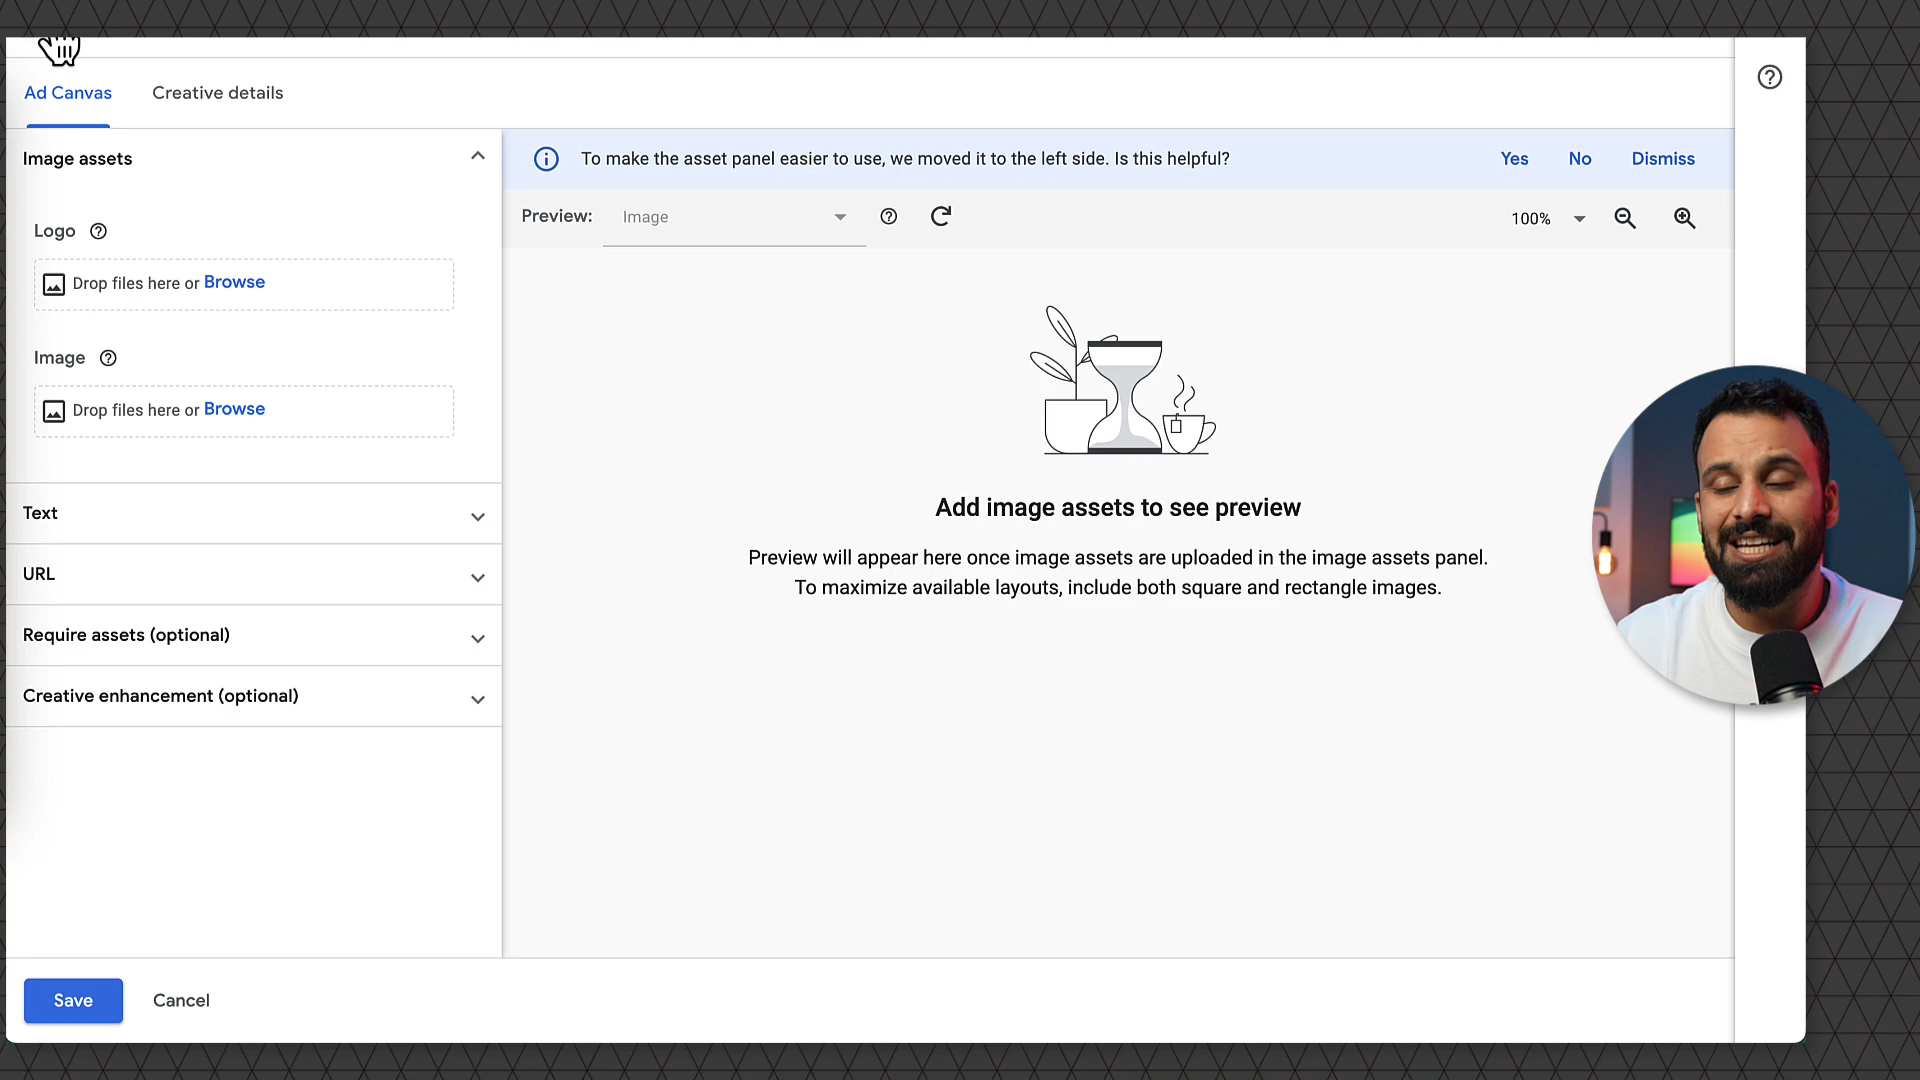 Ad Canvas
Creative details
Image assets
To make the asset panel easier to use, we moved it to the left side. Is this helpful?
Yes
No
Dismiss
Preview:
Image
100%
Logo
Drop files here or Browse
Image
Drop files here or Browse
Add image assets to see preview
Preview will appear here once image assets are uploaded in the image assets panel.
To maximize available layouts, include both square and rectangle images.
Text
URL
Require assets (optional)
Creative enhancement (optional)
Save
Cancel